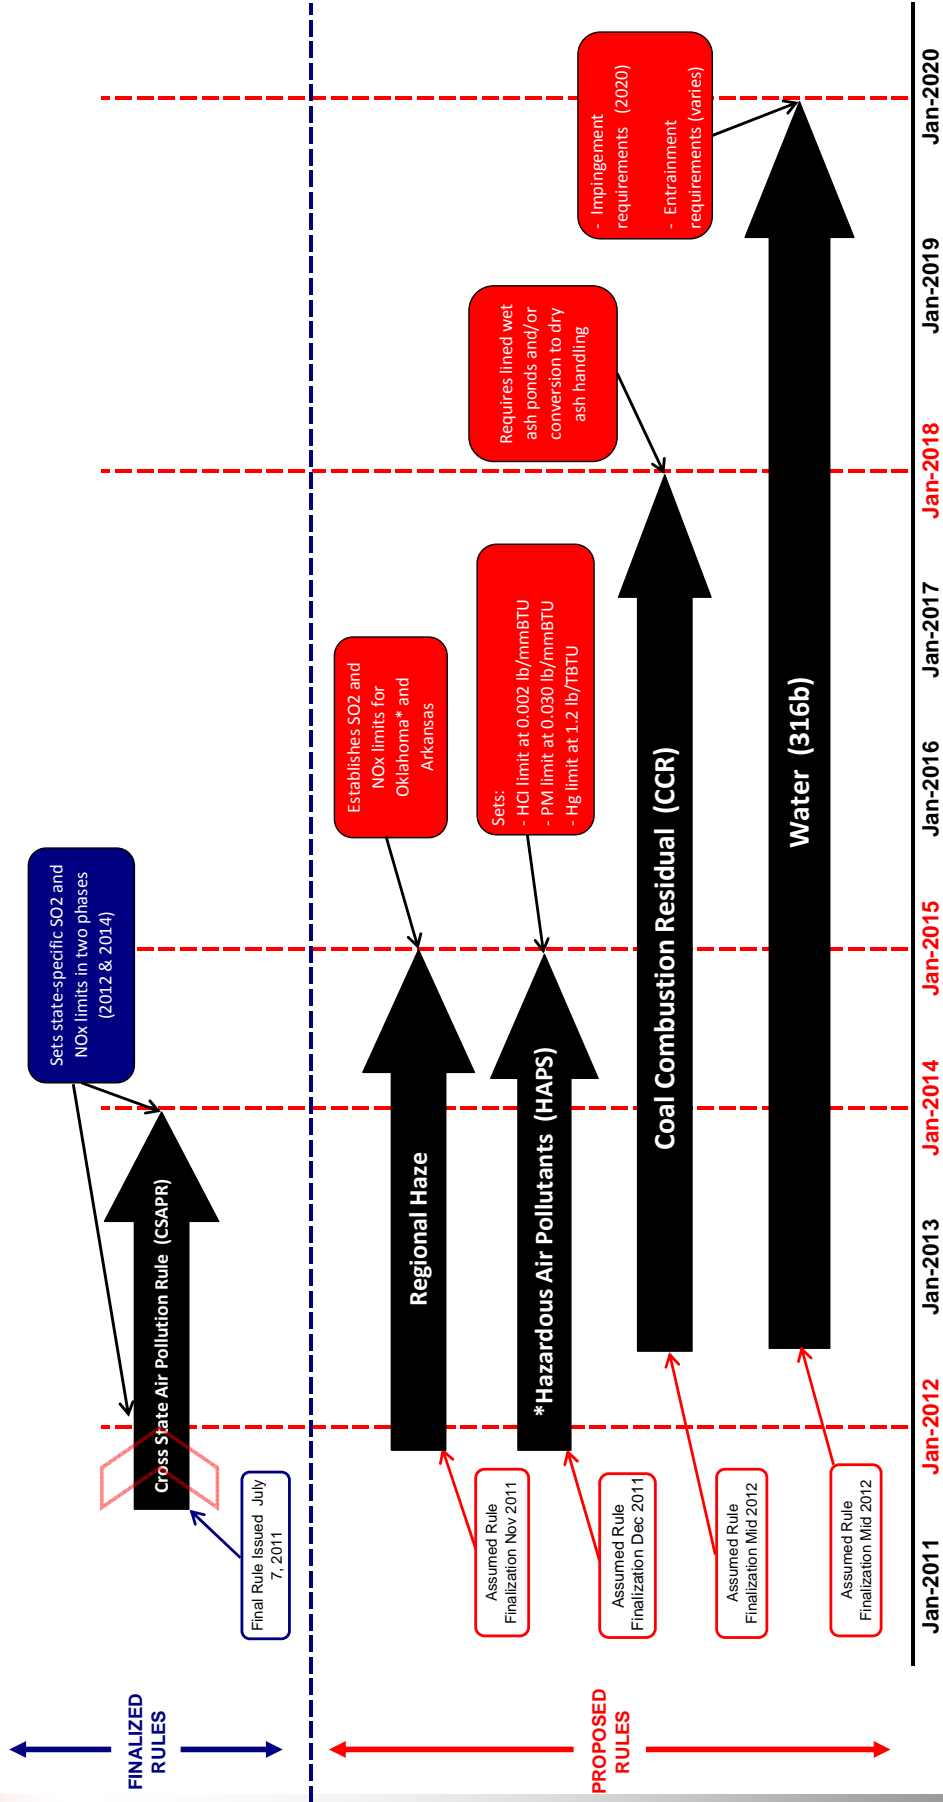 FINALIZED
RULES
Sets state-specific SO2 and
NOx limits in two phases
(2012 & 2014)
Cross State Air Pollution Rule  (CSAPR)
Final Rule Issued  July
7, 2011
PROPOSED
RULES
Establishes SO2 and
NOx limits for
Oklahoma* and
Arkansas
Regional Haze
Assumed Rule
Finalization Nov 2011
Sets:
- HCl limit at 0.002 lb/mmBTU
- PM limit at 0.030 lb/mmBTU
- Hg limit at 1.2 lb/TBTU
*Hazardous Air Pollutants  (HAPS)
Assumed Rule
Finalization Dec 2011
Requires lined wet
ash ponds and/or
conversion to dry
ash handling
Coal Combustion Residual  (CCR)
Assumed Rule
Finalization Mid 2012
- Impingement
requirements  (2020)
- Entrainment
requirements (varies)
Water  (316b)
Assumed Rule
Finalization Mid 2012
Jan-2011 Jan-2012 Jan-2013 Jan-2014 Jan-2015 Jan-2016 Jan-2017 Jan-2018 Jan-2019 Jan-2020